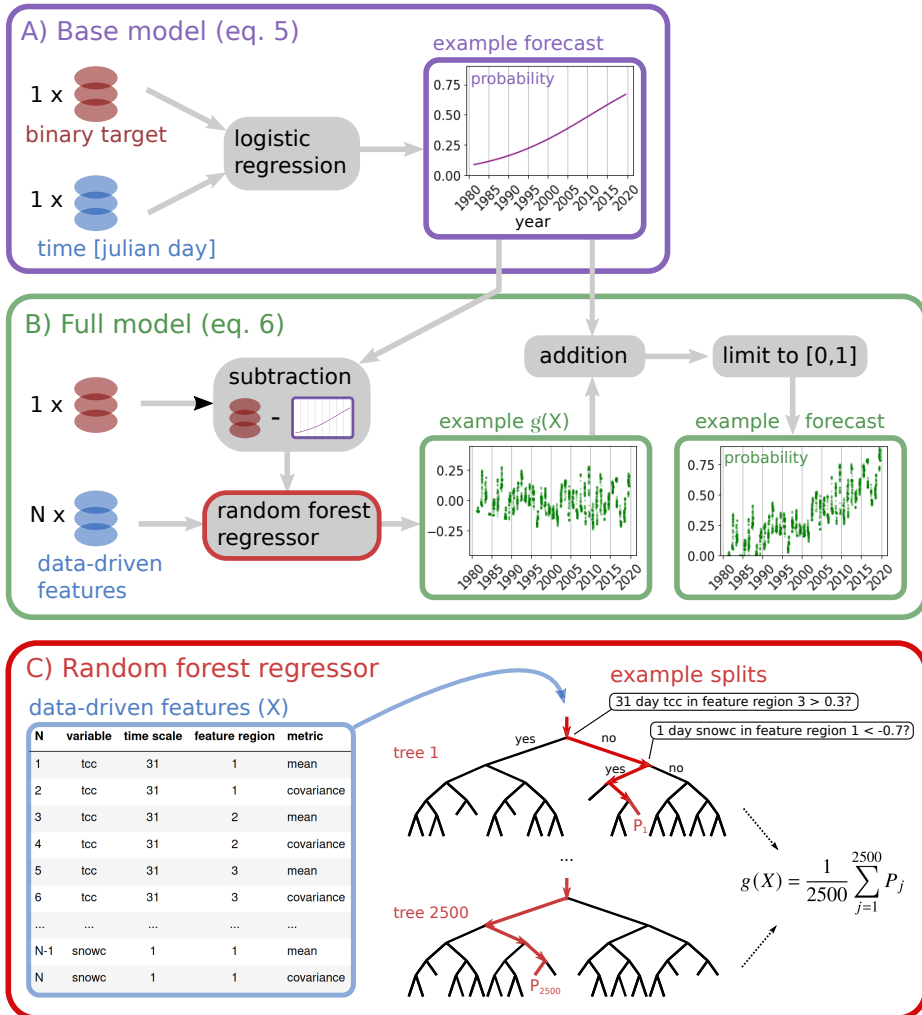 A) Base model (eq. 5)
example forecast
1 x
binary target
logistic
regression
1 x
time [julian day]
probability
0.75
0.50
0.25
0.00
1980 1985 1990 1995 2000 2005 2010 2015 2020
year
B) Full model (eq. 6)
addition
limit to [0,1]
1 x
subtraction
-
example g(X)
example forecast
N x
random forest
regressor
data-driven
features
0.25
0.00
−0.25
1980 1985 1990 1995 2000 2005 2010 2015 2020
probability
0.75
0.50
0.25
0.00
1980 1985 1990 1995 2000 2005 2010 2015 2020
C) Random forest regressor
data-driven features (X)
N variable time scale feature region metric
1 tcc 31 1 mean
2 tcc 31 1 covariance
3 tcc 31 2 mean
4 tcc 31 2 covariance
5 tcc 31 3 mean
6 tcc 31 3 covariance
... ... ... ... ...
N-1 snowc 1 1 mean
N snowc 1 1 covariance
example splits
31 day tcc in feature region 3 > 0.3?
1 day snowc in feature region 1 < -0.7?
tree 1
yes no
yes no
P1
...
tree 2500
P2500
g(X) = 1/2500 ∑ j=1 2500 Pj